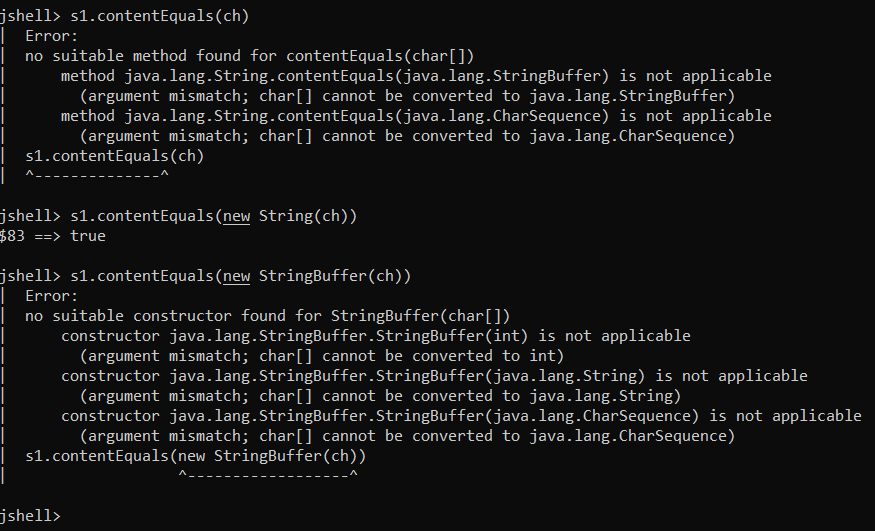 jshell> s1.contentEquals(ch)
|  Error:
|  no suitable method found for contentEquals(char[])
|      method java.lang.String.contentEquals(java.lang.StringBuffer) is not applicable
|        (argument mismatch; char[] cannot be converted to java.lang.StringBuffer)
|      method java.lang.String.contentEquals(java.lang.CharSequence) is not applicable
|        (argument mismatch; char[] cannot be converted to java.lang.CharSequence)
|  s1.contentEquals(ch)
|  ^--------------^
jshell> s1.contentEquals(new String(ch))
$83 ==> true
jshell> s1.contentEquals(new StringBuffer(ch))
|  Error:
|  no suitable constructor found for StringBuffer(char[])
|      constructor java.lang.StringBuffer.StringBuffer(int) is not applicable
|        (argument mismatch; char[] cannot be converted to int)
|      constructor java.lang.StringBuffer.StringBuffer(java.lang.String) is not applicable
|        (argument mismatch; char[] cannot be converted to java.lang.String)
|      constructor java.lang.StringBuffer.StringBuffer(java.lang.CharSequence) is not applicable
|        (argument mismatch; char[] cannot be converted to java.lang.CharSequence)
|  s1.contentEquals(new StringBuffer(ch))
|                   ^------------------^
jshell>